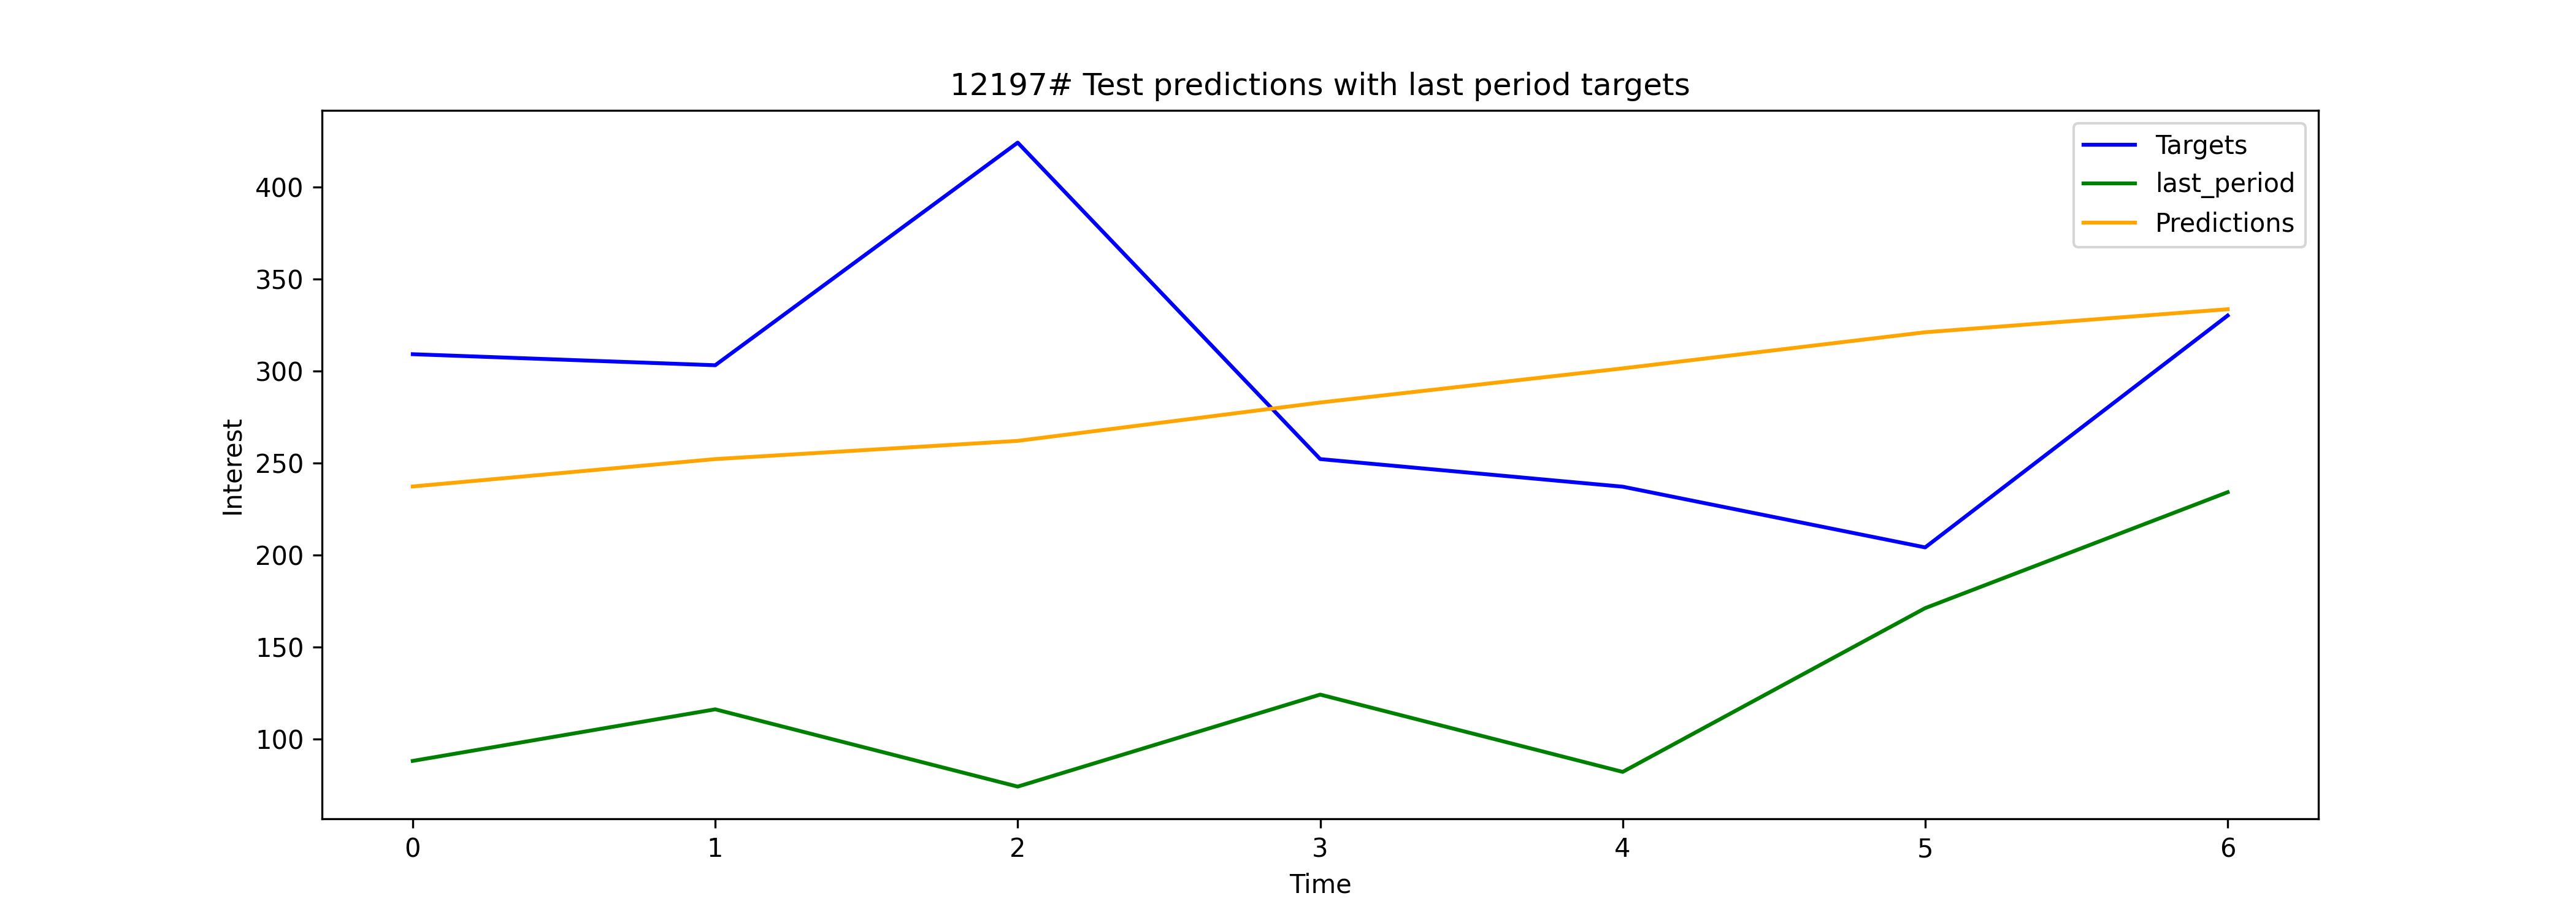 12197# Test predictions with last period targets
Targets
last_period
Predictions
400
350
300
250
200
150
100
Interest
0 1 2 3 4 5 6
Time